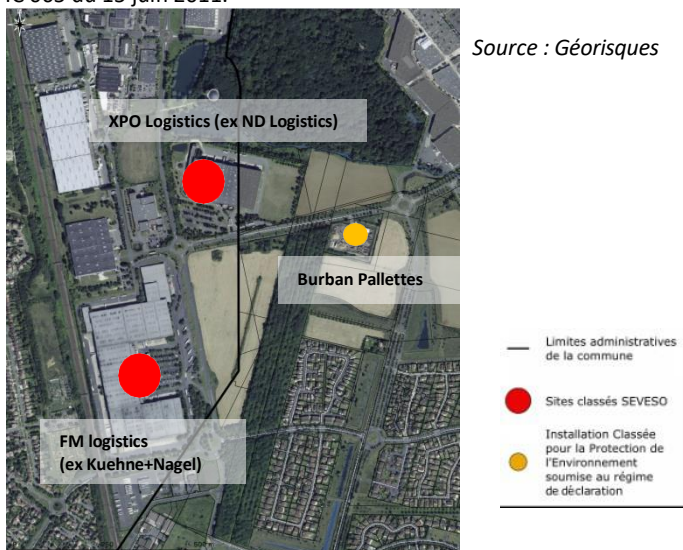 Source : Géorisques
XPO Logistics (ex ND Logistics)
Burban Pallettes
FM logistics
(ex Kuehne+Nagel)
Limites administratives
de la commune
Sites classés SEVESO
Installation Classée
pour la Protection de
l'Environnement
soumise au régime
de déclaration